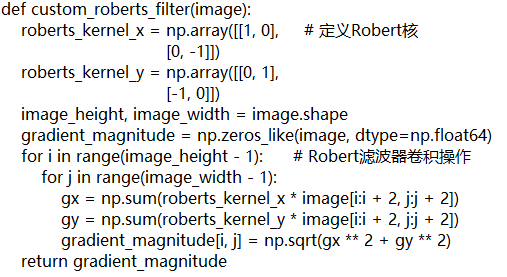 def custom_roberts_filter(image):
    roberts_kernel_x = np.array([[1, 0],    # 定义Robert核
                                 [0, -1]])
    roberts_kernel_y = np.array([[0, 1],
                                 [-1, 0]])
    image_height, image_width = image.shape
    gradient_magnitude = np.zeros_like(image, dtype=np.float64)
    for i in range(image_height - 1):    # Robert滤波器卷积操作
        for j in range(image_width - 1):
            gx = np.sum(roberts_kernel_x * image[i:i + 2, j:j + 2])
            gy = np.sum(roberts_kernel_y * image[i:i + 2, j:j + 2])
            gradient_magnitude[i, j] = np.sqrt(gx ** 2 + gy ** 2)
    return gradient_magnitude